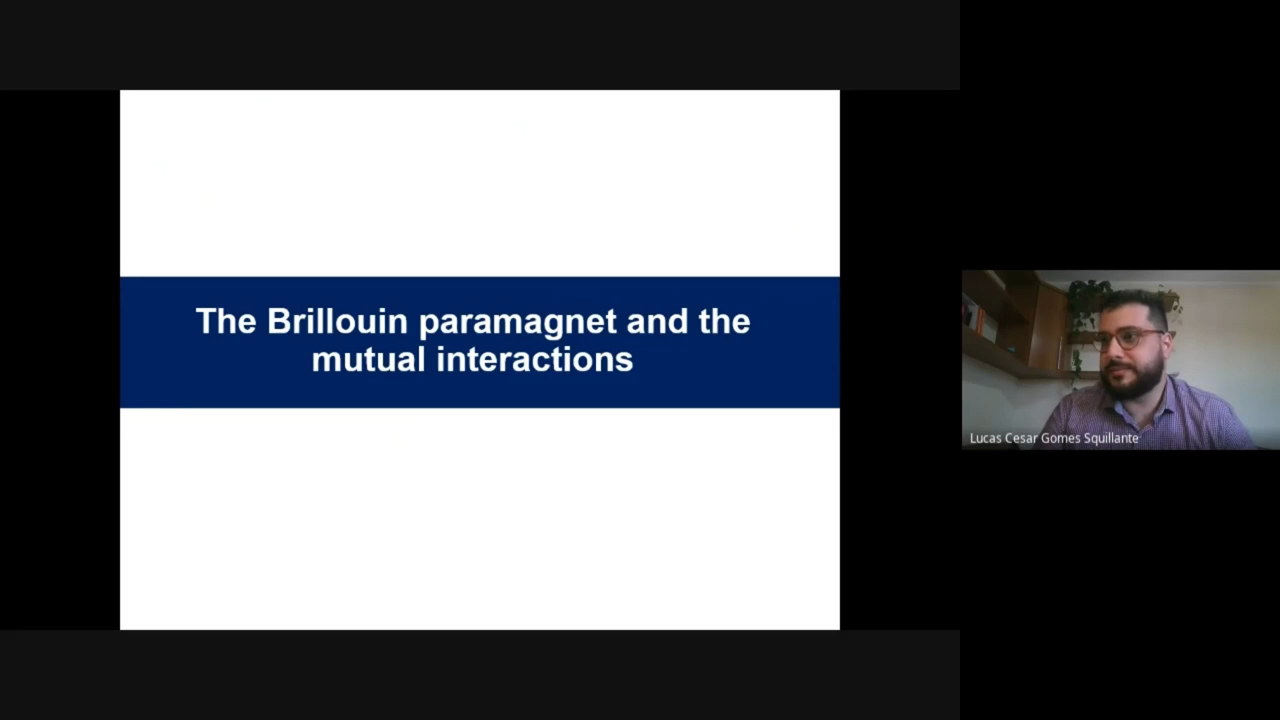 The Brillouin paramagnet and the
mutual interactions
Lucas Cesar Gomes Squillante